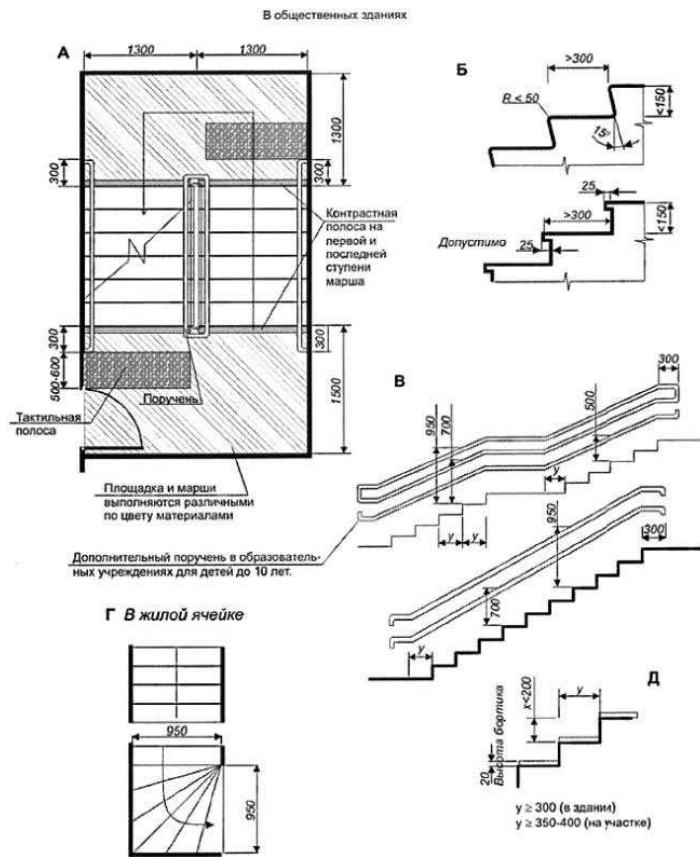 В общественных зданиях
А
1300
1300
1300
300
300
Контрастная
полоса на
первой и
последней
ступени
марша
300
300
500-600
1500
Тактильная
полоса
Поручень
Площадка и марши
выполняются различными
по цвету материалами
Б
>300
R < 50
<150
15°
25
>300
<150
Допустимо
25
В
300
950
700
500
у
у
у
950
300
700
у
Дополнительный поручень в образователь-
ных учреждениях для детей до 10 лет.
Г В жилой ячейке
950
950
Д
у
x<200
Высота бортика
20
у ≥ 300 (в здании)
у ≥ 350-400 (на участке)